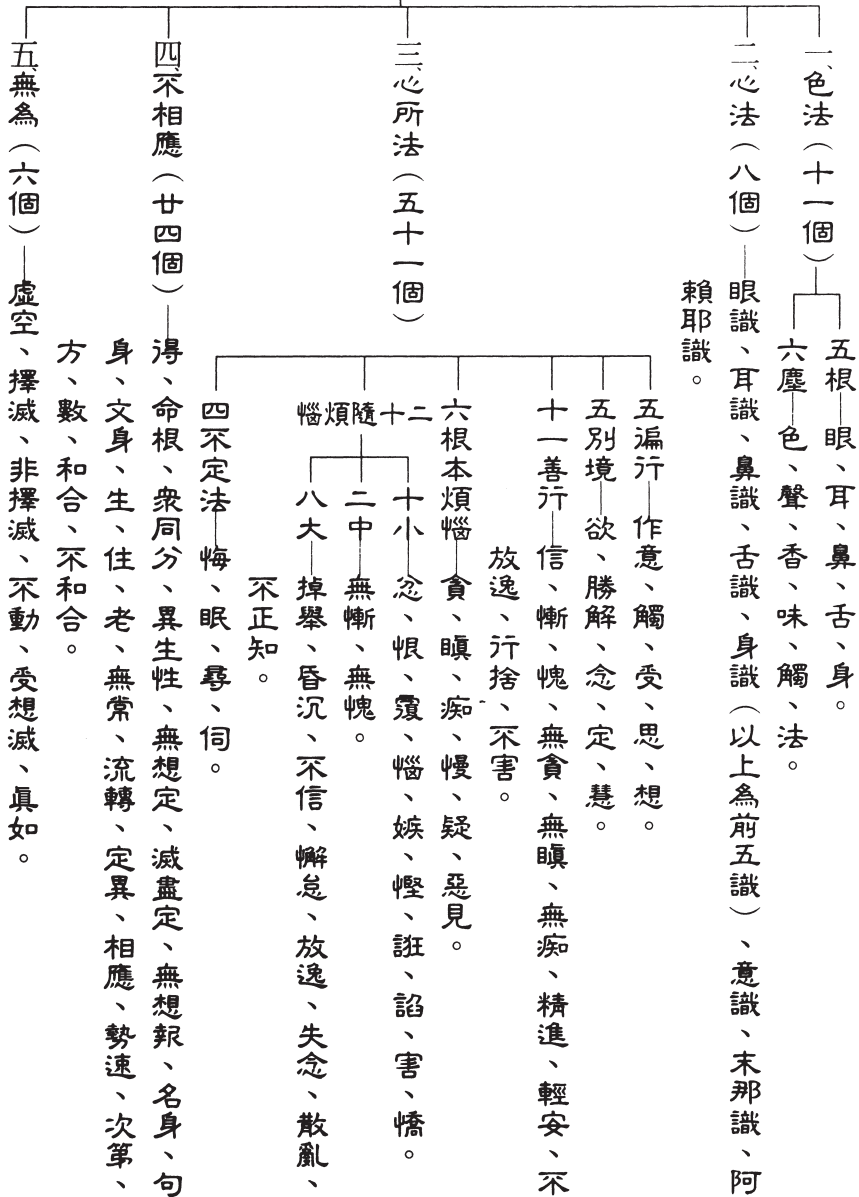 一、色法（十一個）
五根—眼、耳、鼻、舌、身。
六塵—色、聲、香、味、觸、法。
二、心法（八個）—眼識、耳識、鼻識、舌識、身識（以上為前五識）、意識、末那識、阿
賴耶識。
三、心所法（五十一個）
五遍行—作意、觸、受、思、想。
五別境—欲、勝解、念、定、慧。
十一善行—信、慚、愧、無貪、無瞋、無痴、精進、輕安、不
放逸、行捨、不害。
六根本煩惱—貪、瞋、痴、慢、疑、惡見。
二十隨煩惱
十小—忿、恨、覆、惱、嫉、慳、誑、諂、害、憍。
二中—無慚、無愧。
八大—掉舉、昏沉、不信、懈怠、放逸、失念、散亂、
不正知。
四不定法—悔、眠、尋、伺。
四、不相應（廿四個）—得、命根、眾同分、異生性、無想定、滅盡定、無想報、名身、句
身、文身、生、住、老、無常、流轉、定異、相應、勢速、次第、
方、數、和合、不和合。
五、無為（六個）—虛空、擇滅、非擇滅、不動、受想滅、眞如。